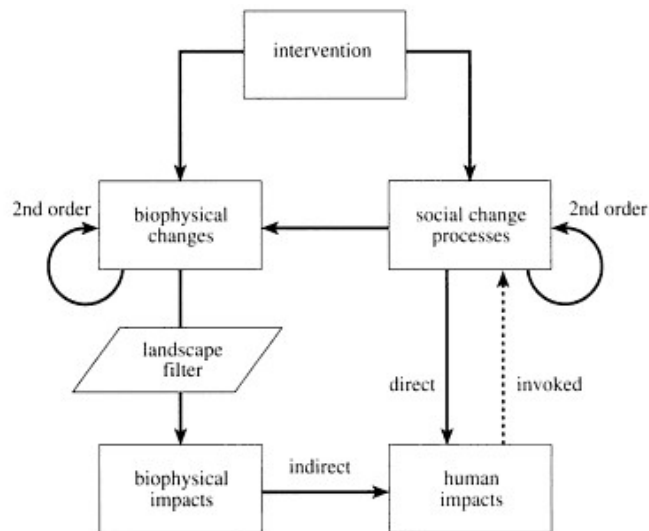 intervention
2nd order
biophysical
changes
social change
processes
2nd order
landscape
filter
direct
invoked
biophysical
impacts
indirect
human
impacts